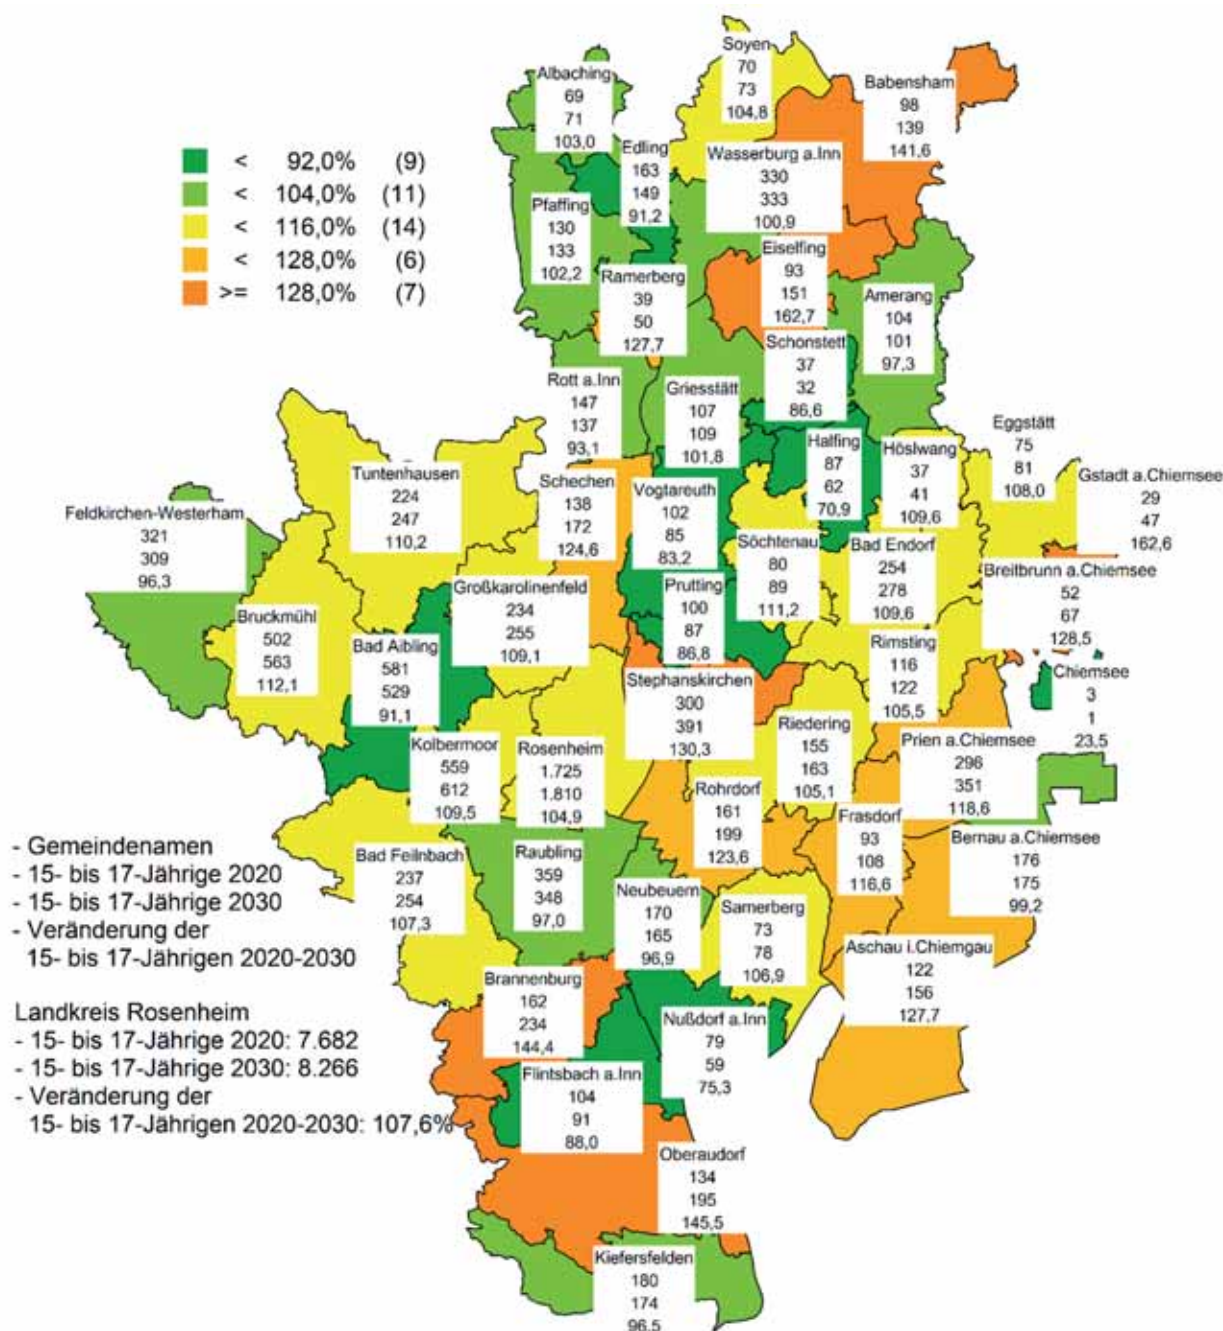 Soyen
70
73
104,8
Albaching
69
71
103,0
Babensham
98
139
141,6
< 92,0% (9)
< 104,0% (11)
< 116,0% (14)
< 128,0% (6)
>= 128,0% (7)
Edling
163
149
91,2
Wasserburg a.Inn
330
333
100,9
Pfaffing
130
133
102,2
Eiselfing
93
151
162,7
Ramerberg
39
50
127,7
Amerang
104
101
97,3
Schonstett
37
32
86,6
Rott a.Inn
147
137
93,1
Griesstätt
107
109
101,8
Eggstätt
75
81
108,0
Halfing
87
62
70,9
Höslwang
37
41
109,6
Tuntenhausen
224
247
110,2
Schechen
138
172
124,6
Gstadt a.Chiemsee
29
47
162,6
Vogtareuth
102
85
83,2
Feldkirchen-Westerham
321
309
96,3
Söchtenau
80
89
111,2
Bad Endorf
254
278
109,6
Breitbrunn a.Chiemsee
52
67
128,5
Großkarolinenfeld
234
255
109,1
Prutting
100
87
86,8
Bruckmühl
502
563
112,1
Bad Aibling
581
529
91,1
Rimsting
116
122
105,5
Chiemsee
3
1
23,5
Stephanskirchen
300
391
130,3
Riedering
155
163
105,1
Kolbermoor
559
612
109,5
Rosenheim
1.725
1.810
104,9
Prien a.Chiemsee
296
351
118,6
Rohrdorf
161
199
123,6
Frasdorf
93
108
116,6
Bernau a.Chiemsee
176
175
99,2
Bad Feilnbach
237
254
107,3
Raubling
359
348
97,0
Neubeuern
170
165
96,9
Samerberg
73
78
106,9
- Gemeindenamen
- 15- bis 17-Jährige 2020
- 15- bis 17-Jährige 2030
- Veränderung der
15- bis 17-Jährigen 2020-2030
Aschau i.Chiemgau
122
156
127,7
Brannenburg
162
234
144,4
Landkreis Rosenheim
- 15- bis 17-Jährige 2020: 7.682
- 15- bis 17-Jährige 2030: 8.266
- Veränderung der
15- bis 17-Jährigen 2020-2030: 107,6%
Nußdorf a.Inn
79
59
75,3
Flintsbach a.Inn
104
91
88,0
Oberaudorf
134
195
145,5
Kiefersfelden
180
174
96,5